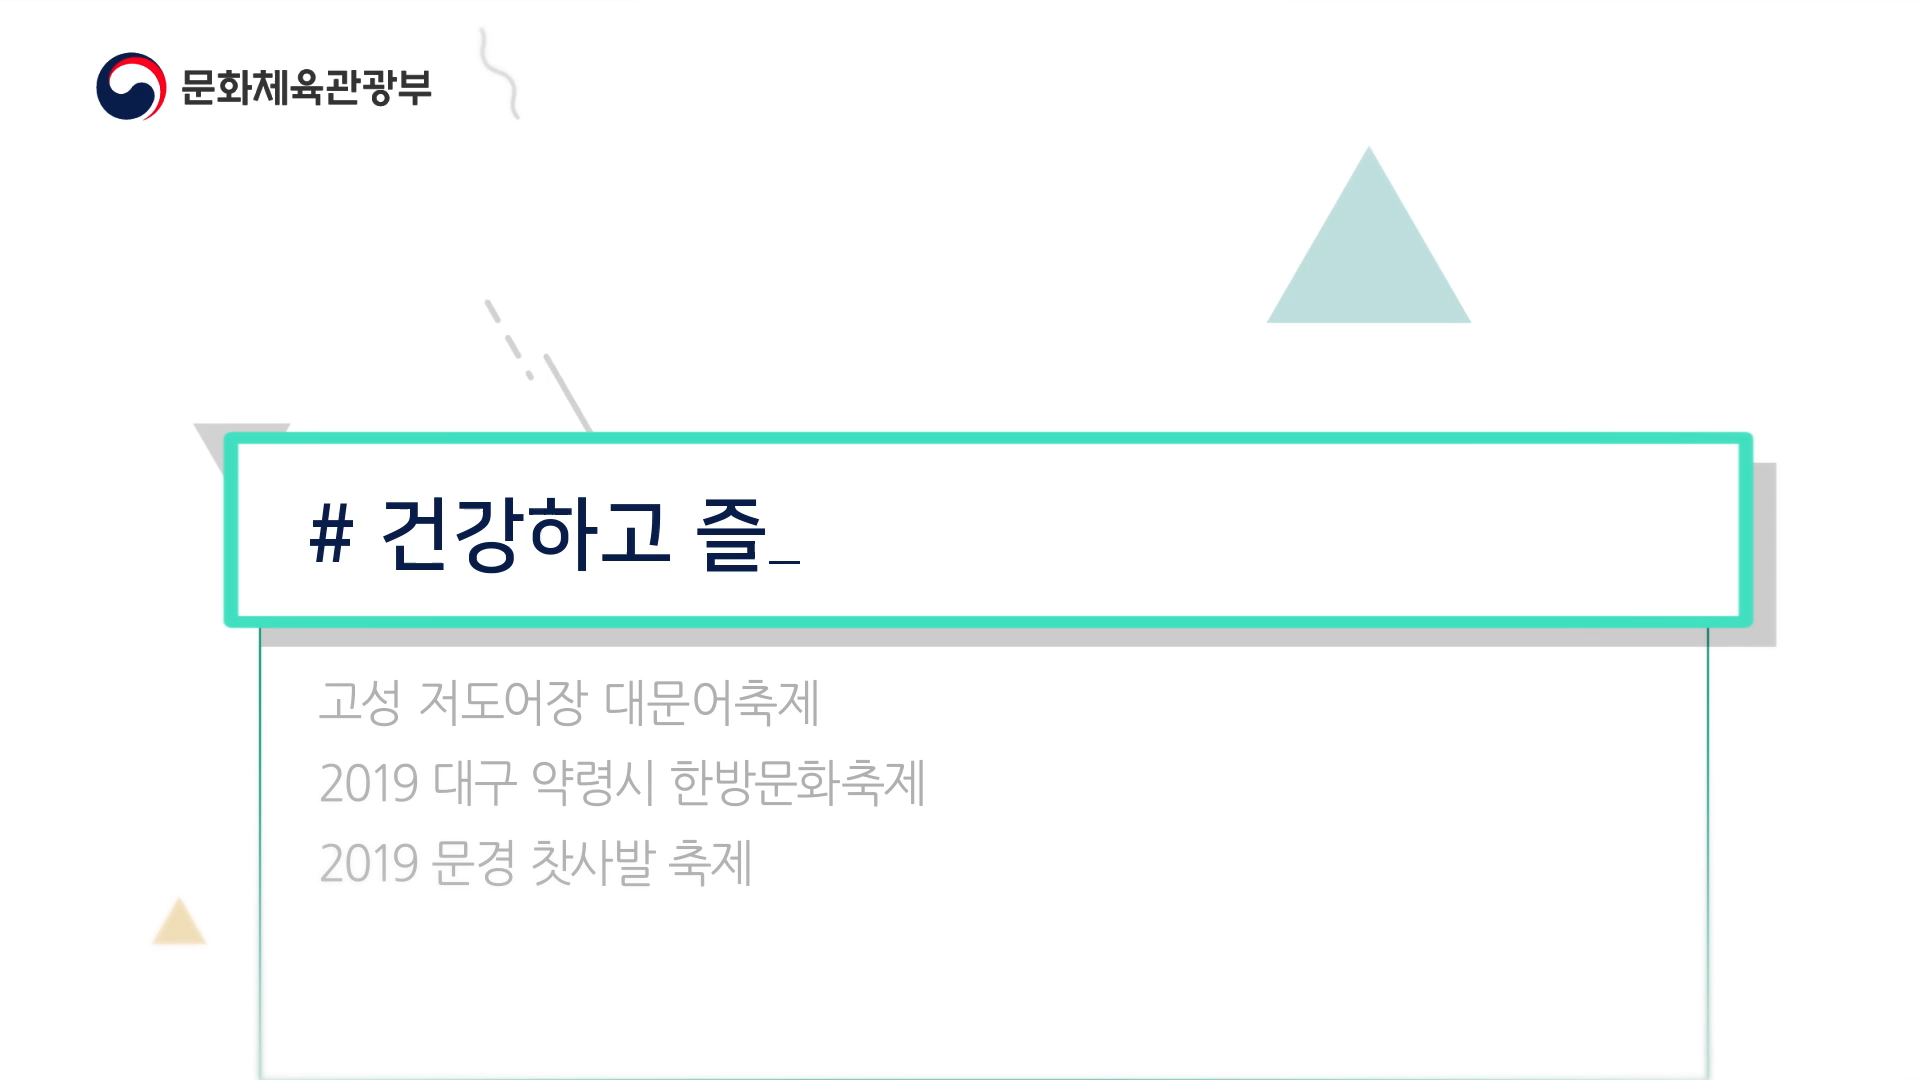 문화체육관광부
# 건강하고 즐_
고성 저도어장 대문어축제
2019 대구 약령시 한방문화축제
2019 문경 찻사발 축제